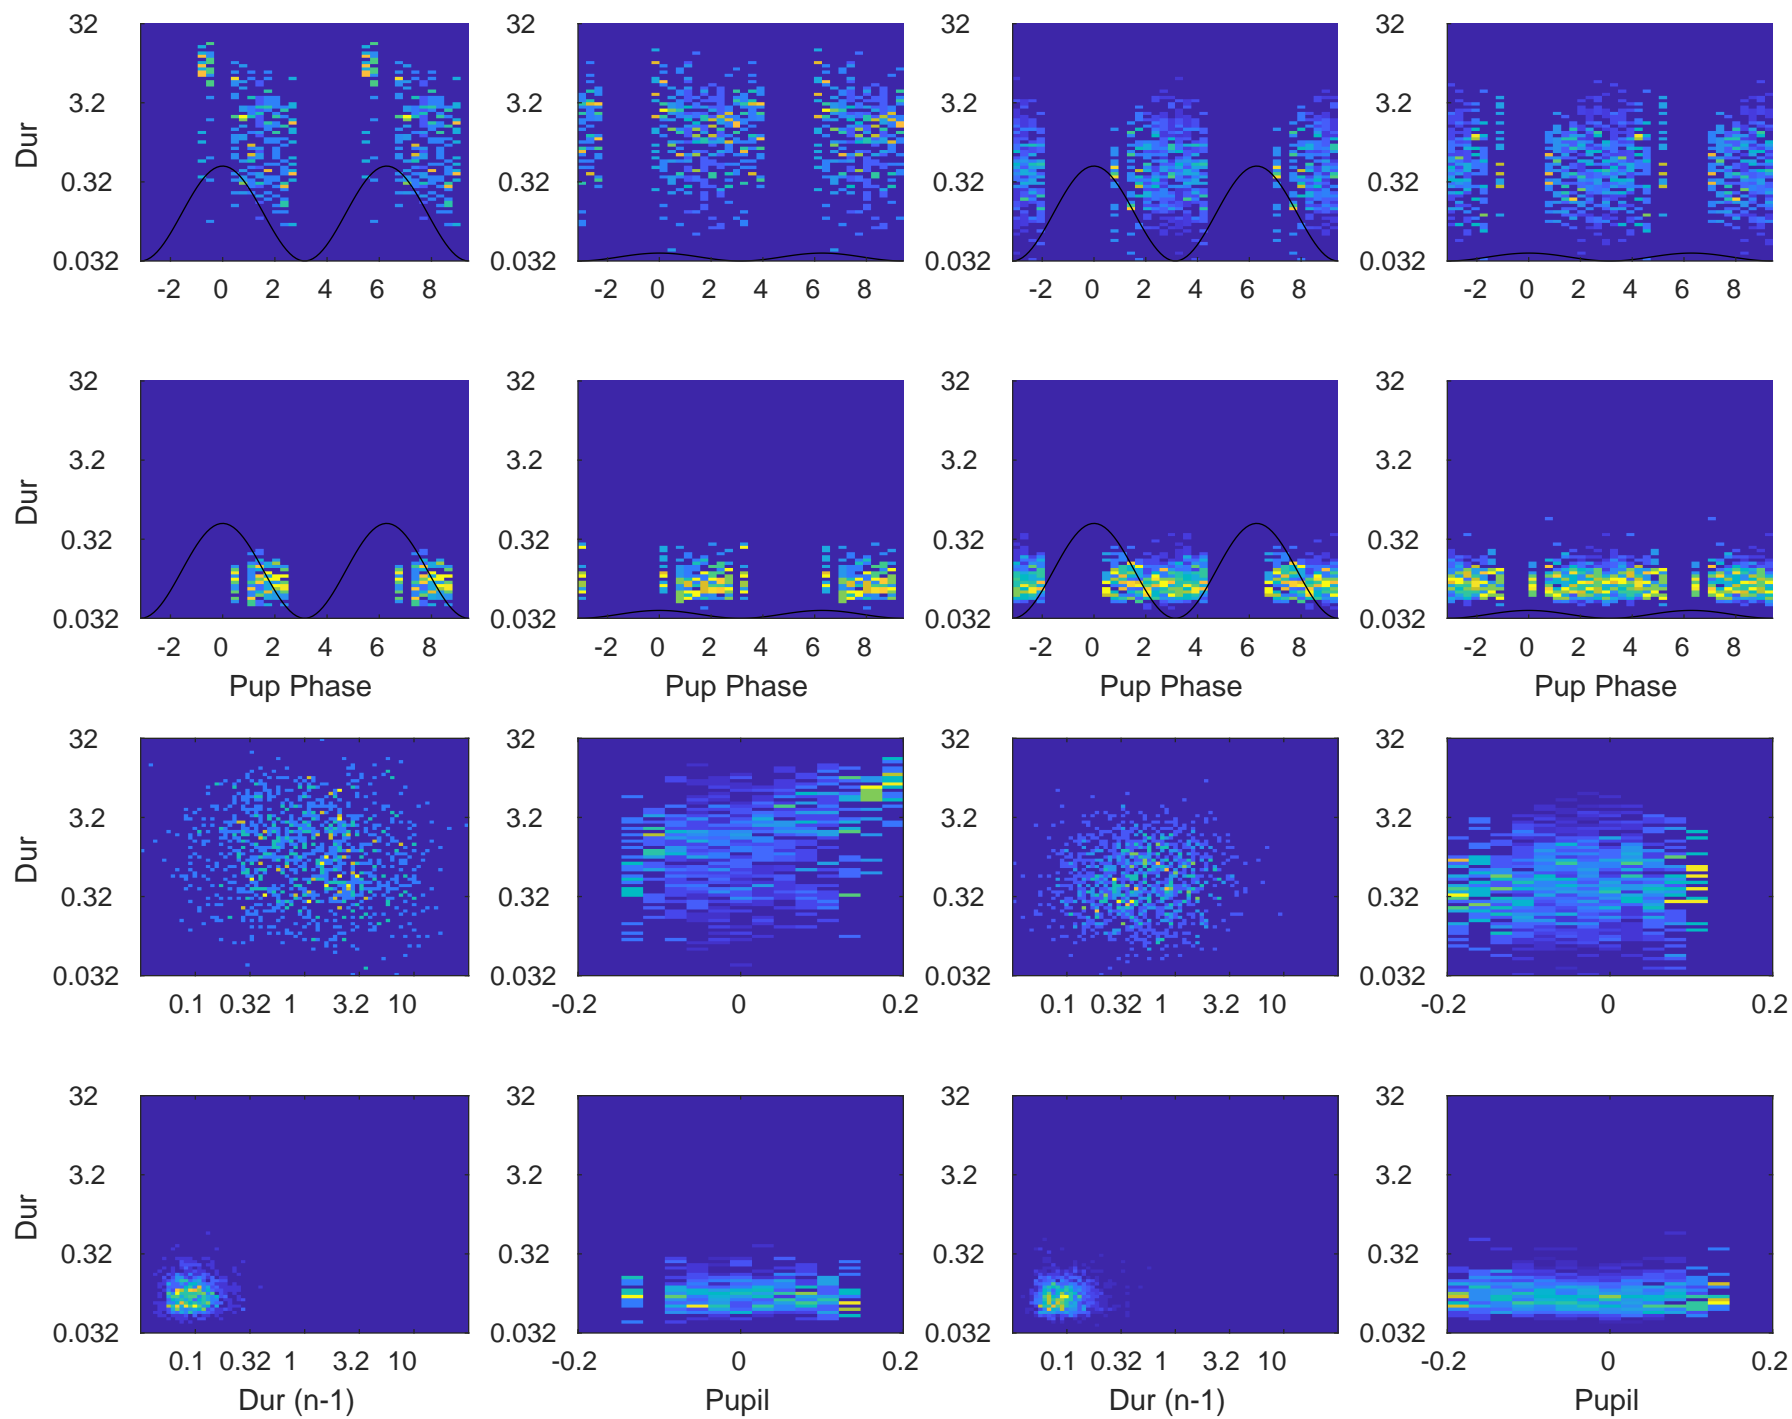 32 32 32 32
3.2 3.2 3.2 3.2
Dur
0.32 0.32 0.32 0.32
0.032 0.032 0.032 0.032
-2 0 2 4 6 8 -2 0 2 4 6 8 -2 0 2 4 6 8 -2 0 2 4 6 8
32 32 32 32
3.2 3.2 3.2 3.2
Dur
0.32 0.32 0.32 0.32
0.032 0.032 0.032 0.032
-2 0 2 4 6 8 -2 0 2 4 6 8 -2 0 2 4 6 8 -2 0 2 4 6 8
Pup Phase Pup Phase Pup Phase Pup Phase
32 32 32 32
3.2 3.2 3.2 3.2
Dur
0.32 0.32 0.32 0.32
0.032 0.032 0.032 0.032
0.1 0.32 1 3.2 10 -0.2 0 0.2 0.1 0.32 1 3.2 10 -0.2 0 0.2
32 32 32 32
3.2 3.2 3.2 3.2
Dur
0.32 0.32 0.32 0.32
0.032 0.032 0.032 0.032
0.1 0.32 1 3.2 10 -0.2 0 0.2 0.1 0.32 1 3.2 10 -0.2 0 0.2
Dur (n-1) Pupil Dur (n-1) Pupil